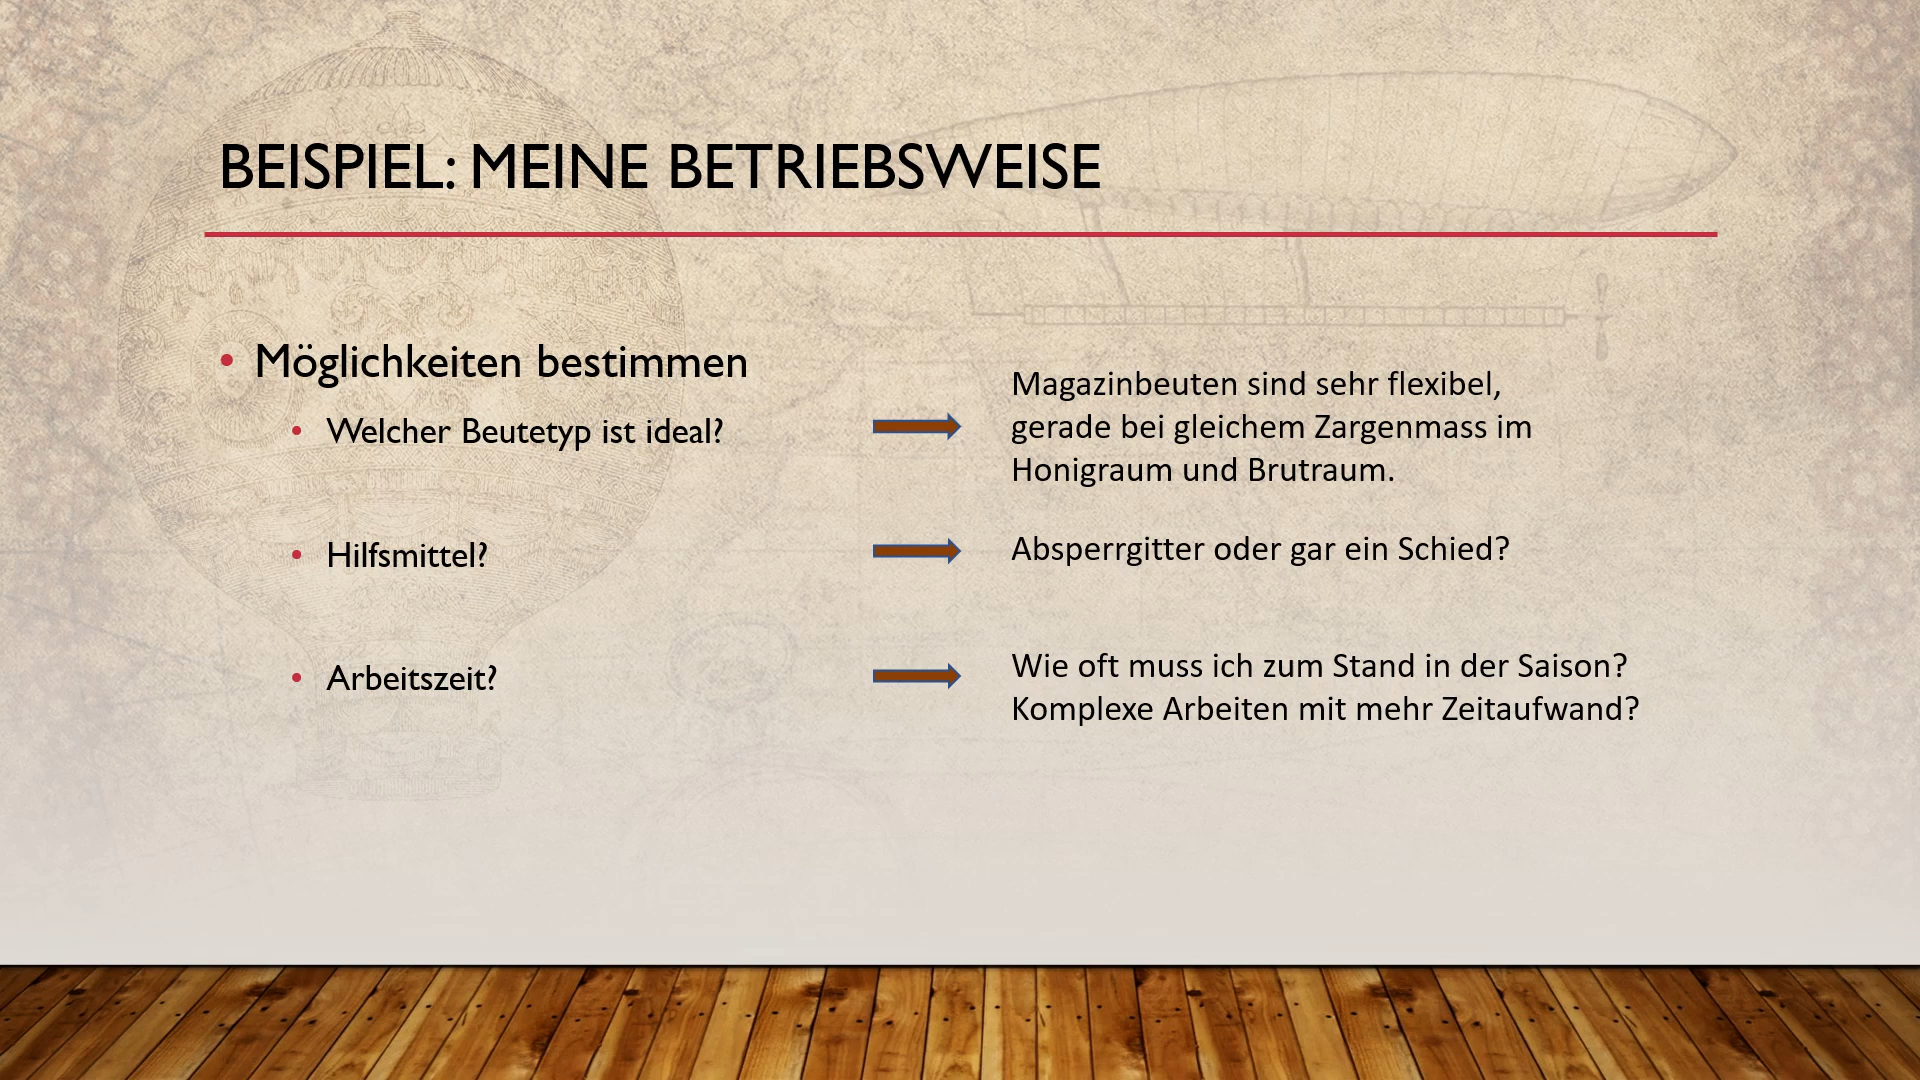 BEISPIEL: MEINE BETRIEBSWEISE
• Möglichkeiten bestimmen
• Welcher Beutetyp ist ideal?
Magazinbeuten sind sehr flexibel,
gerade bei gleichem Zargenmass im
Honigraum und Brutraum.
• Hilfsmittel?
Absperrgitter oder gar ein Schied?
• Arbeitszeit?
Wie oft muss ich zum Stand in der Saison?
Komplexe Arbeiten mit mehr Zeitaufwand?